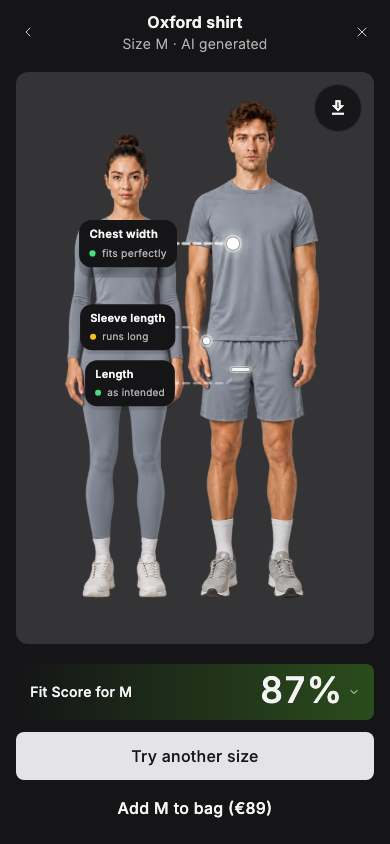 Oxford shirt
Size M · AI generated
Chest width
fits perfectly
Sleeve length
runs long
Length
as intended
Fit Score for M
87%
Try another size
Add M to bag (€89)